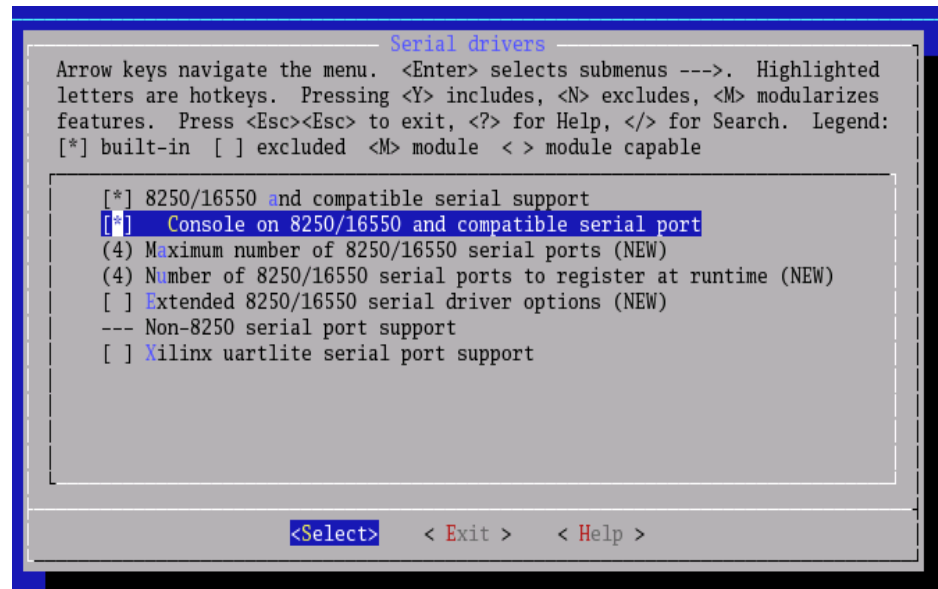 Serial drivers
Arrow keys navigate the menu.  <Enter> selects submenus --->.  Highlighted
letters are hotkeys.  Pressing <Y> includes, <N> excludes, <M> modularizes
features.  Press <Esc><Esc> to exit, <?> for Help, </> for Search.  Legend:
[*] built-in  [ ] excluded  <M> module  < > module capable
[*] 8250/16550 and compatible serial support
[*]   Console on 8250/16550 and compatible serial port
(4) Maximum number of 8250/16550 serial ports (NEW)
(4) Number of 8250/16550 serial ports to register at runtime (NEW)
[ ] Extended 8250/16550 serial driver options (NEW)
--- Non-8250 serial port support
[ ] Xilinx uartlite serial port support
<Select>    < Exit >    < Help >